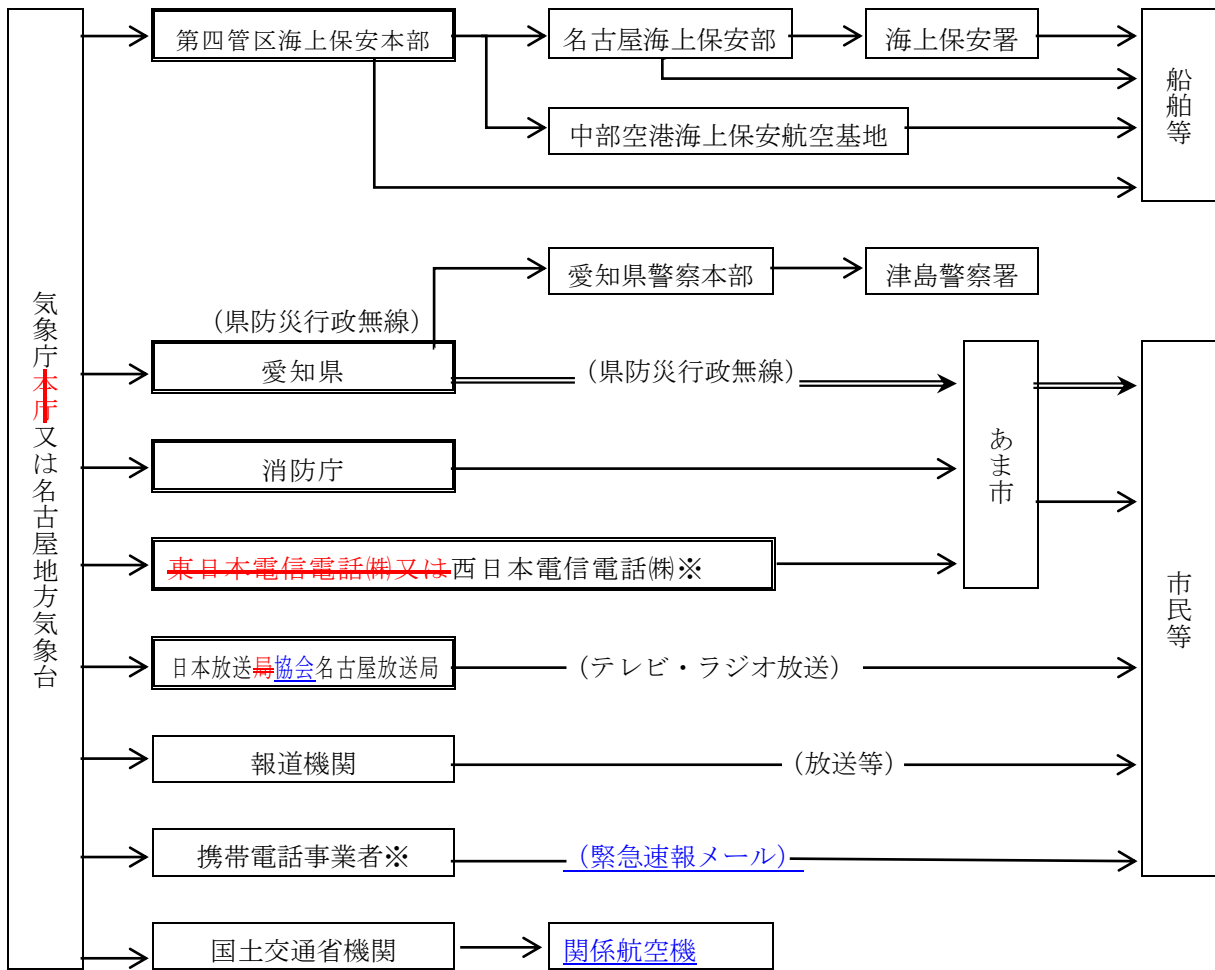 気象庁本庁又は名古屋地方気象台
第四管区海上保安本部
名古屋海上保安部
海上保安署
中部空港海上保安航空基地
船舶等
愛知県警察本部
津島警察署
(県防災行政無線)
愛知県
(県防災行政無線)
消防庁
あま市
東日本電信電話㈱又は西日本電信電話㈱※
市民等
日本放送局協会名古屋放送局
(テレビ・ラジオ放送)
報道機関
(放送等)
携帯電話事業者※
(緊急速報メール)
国土交通省機関
関係航空機